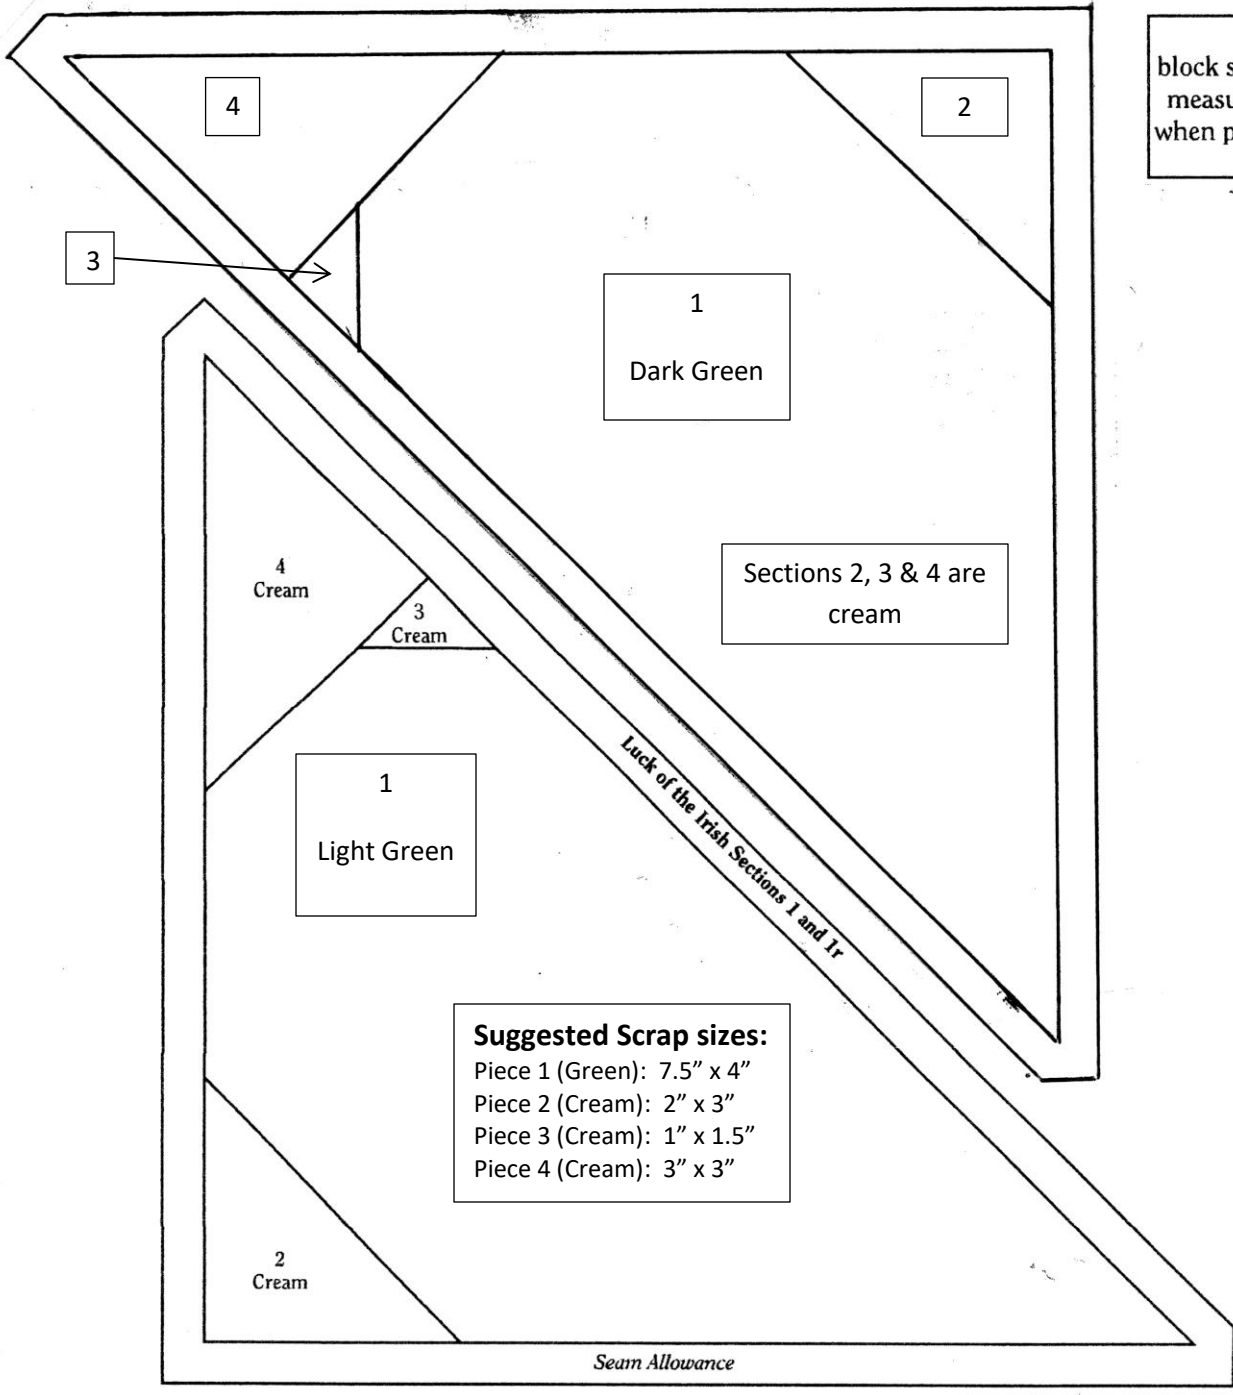 4
2
block
3
when
1
Dark Green
Sections 2, 3 & 4 are
cream
4
Cream
3
Cream
1
Light Green
Luck of the Irish Sections 1 and 1r
Suggested Scrap sizes:
Piece 1 (Green): 7.5” x 4”
Piece 2 (Cream): 2” x 3”
Piece 3 (Cream): 1” x 1.5”
Piece 4 (Cream): 3” x 3”
2
Cream
Seam Allowance